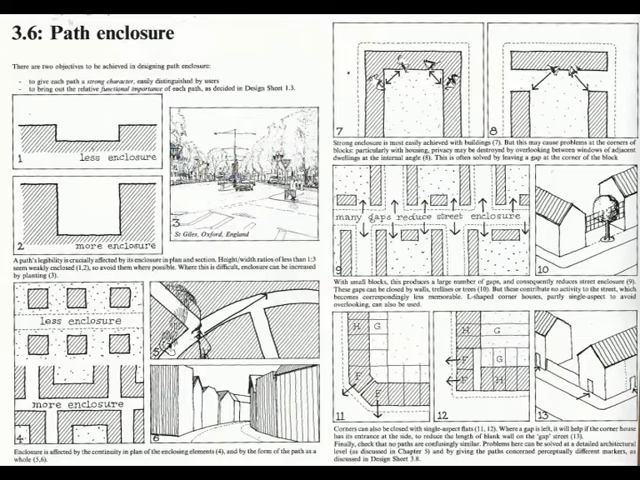 3.6: Path enclosure
There are two objectives to be achieved in designing path enclosure:
- to give each path a strong character, easily distinguished by users
- to bring out the relative functional importance of each path, as decided in Design Sheet 1.3.
1
less enclosure
2
more enclosure
3
St Giles, Oxford, England
A path's legibility is crucially affected by its enclosure in plan and section. Height/width ratios of less than 1:3
seem weakly enclosed (1,2), so avoid them where possible. Where this is difficult, enclosure can be increased
by planting (3).
less enclosure
more enclosure
4
5
6
Enclosure is affected by the continuity in plan of the enclosing elements (4), and by the form of the path as a
whole (5,6).
7
8
Strong enclosure is most easily achieved with buildings (7). But this may cause problems at the corners of
blocks: particularly with housing, privacy may be destroyed by overlooking between windows of adjacent
dwellings at the internal angle (8). This is often solved by leaving a gap at the corner of the block
many gaps reduce street enclosure
9
10
With small blocks, this produces a large number of gaps, and consequently reduces street enclosure (9).
These gaps can be closed by walls, trellises or trees (10). But these contribute no activity to the street, which
becomes correspondingly less memorable. L-shaped corner houses, partly single-aspect to avoid
overlooking, can also be used.
H G
F
F
11
G
F G
F H
12
13
Corners can also be closed with single-aspect flats (11, 12). Where a gap is left, it will help if the corner house
has its entrance at the side, to reduce the length of blank wall on the 'gap' street (13).
Finally, check that no paths are confusingly similar. Problems here can be solved at a detailed architectural
level (as discussed in Chapter 5) and by giving the paths concerned perceptually different markers, as
discussed in Design Sheet 3.8.